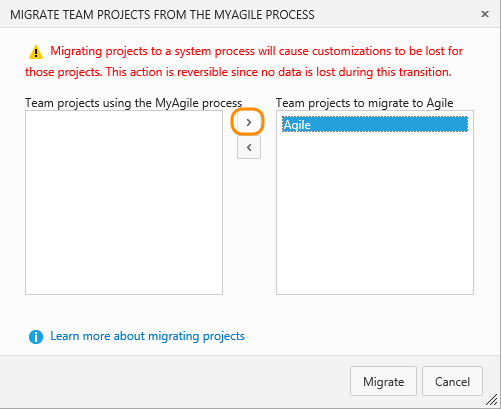 MIGRATE TEAM PROJECTS FROM THE MYAGILE PROCESS
Migrating projects to a system process will cause customizations to be lost for
those projects. This action is reversible since no data is lost during this transition.
Team projects using the MyAgile process
Team projects to migrate to Agile
Agile
Learn more about migrating projects
Migrate
Cancel